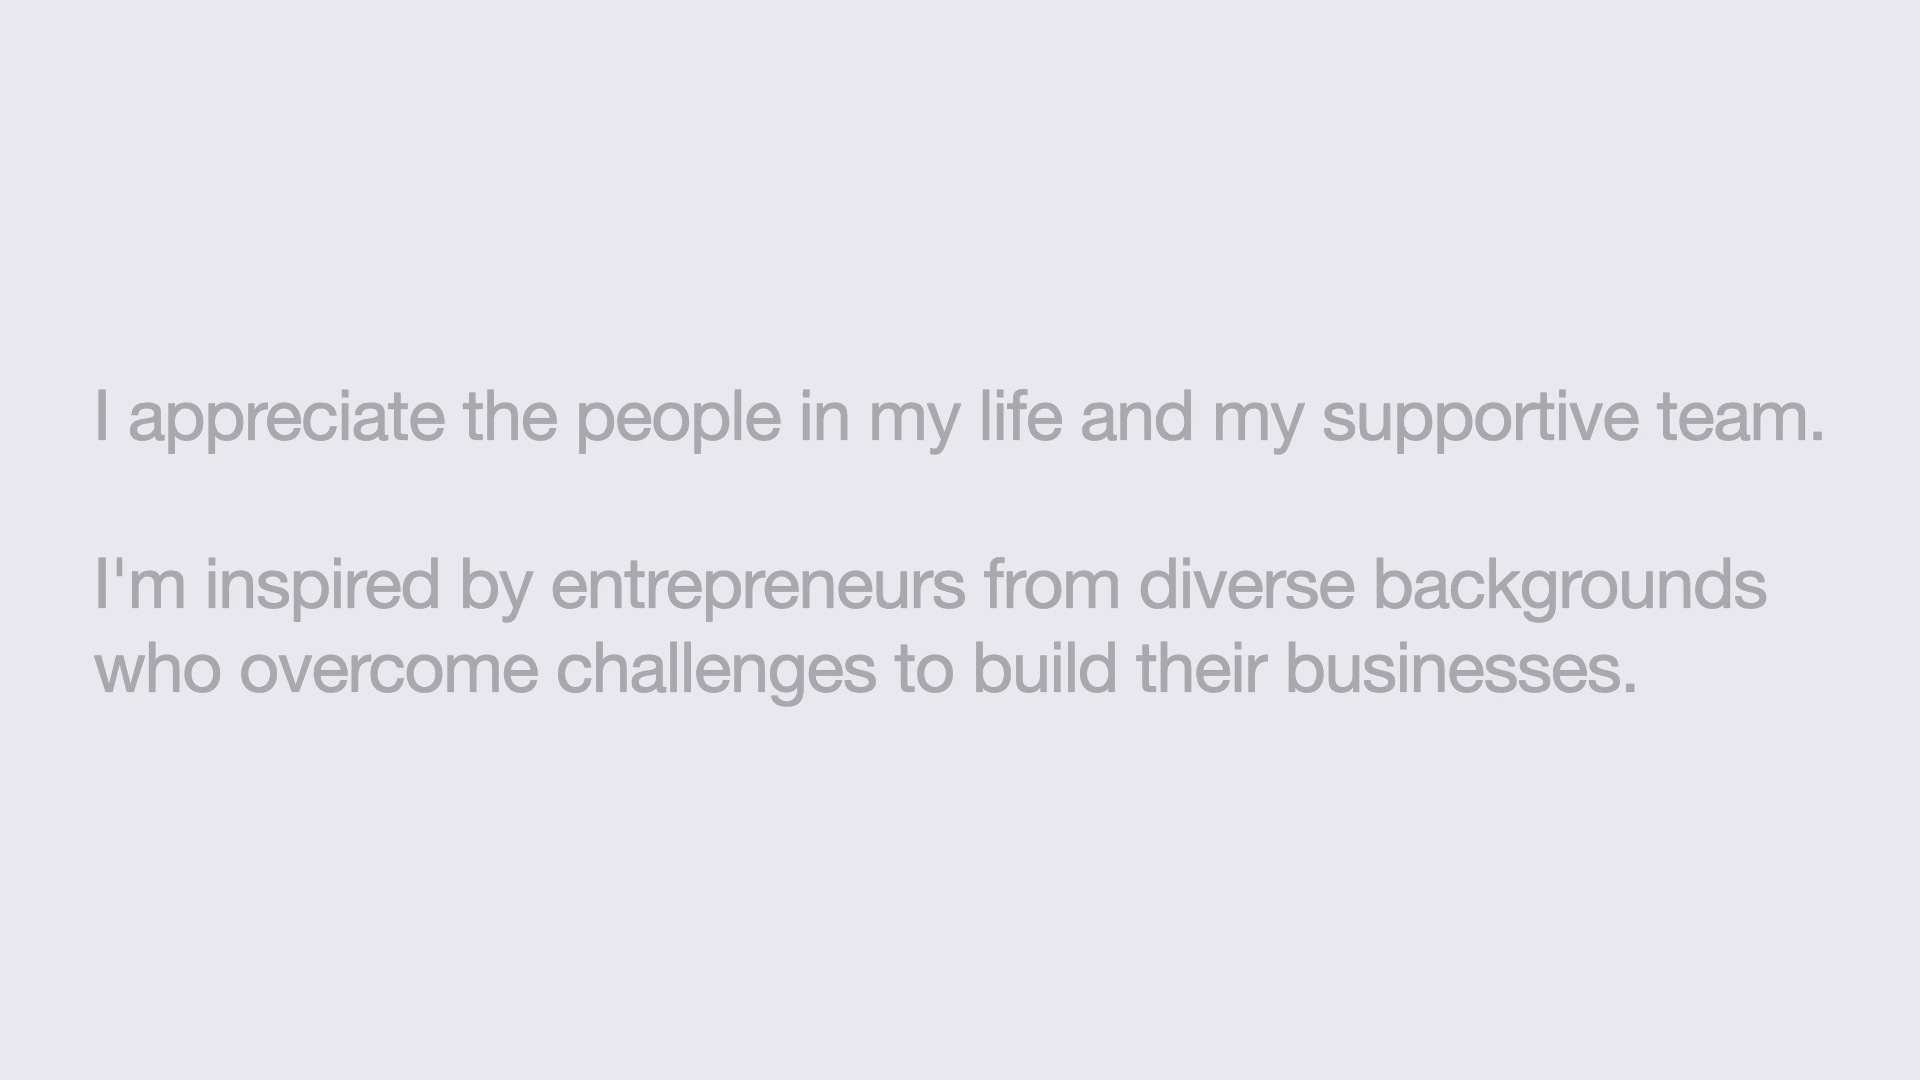 I appreciate the people in my life and my supportive team.
I'm inspired by entrepreneurs from diverse backgrounds
who overcome challenges to build their businesses.